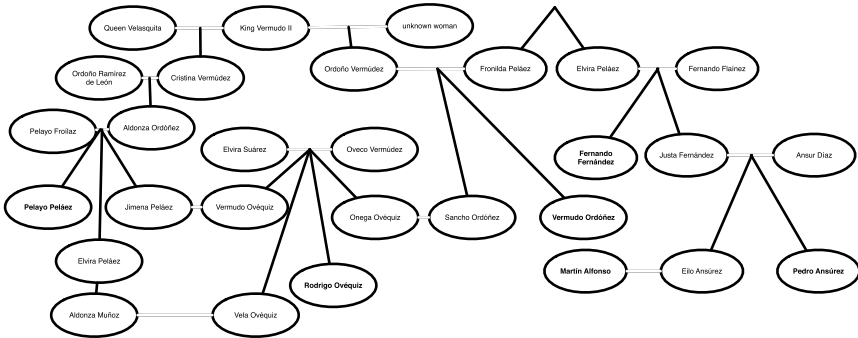 Queen Velasquita
King Vermudo II
unknown woman
Ordoño Ramírez
de León
Cristina Vermúdez
Ordoño Vermúdez
Fronilda Peláez
Elvira Peláez
Fernando Flaínez
Pelayo Froilaz
Aldonza Ordóñez
Elvira Suárez
Oveco Vermúdez
Fernando
Fernández
Justa Fernández
Ansur Díaz
Pelayo Peláez
Jimena Peláez
Vermudo Ovéquiz
Onega Ovéquiz
Sancho Ordóñez
Vermudo Ordóñez
Elvira Peláez
Rodrigo Ovéquiz
Martín Alfonso
Eilo Ansúrez
Pedro Ansúrez
Aldonza Muñoz
Vela Ovéquiz